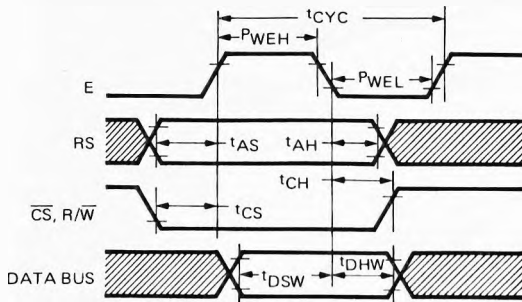 tCYC
PWEH
PWEL
E
RS
tAS
tAH
tCH
CS, R/W
tCS
DATA BUS
tDSW
tDHW